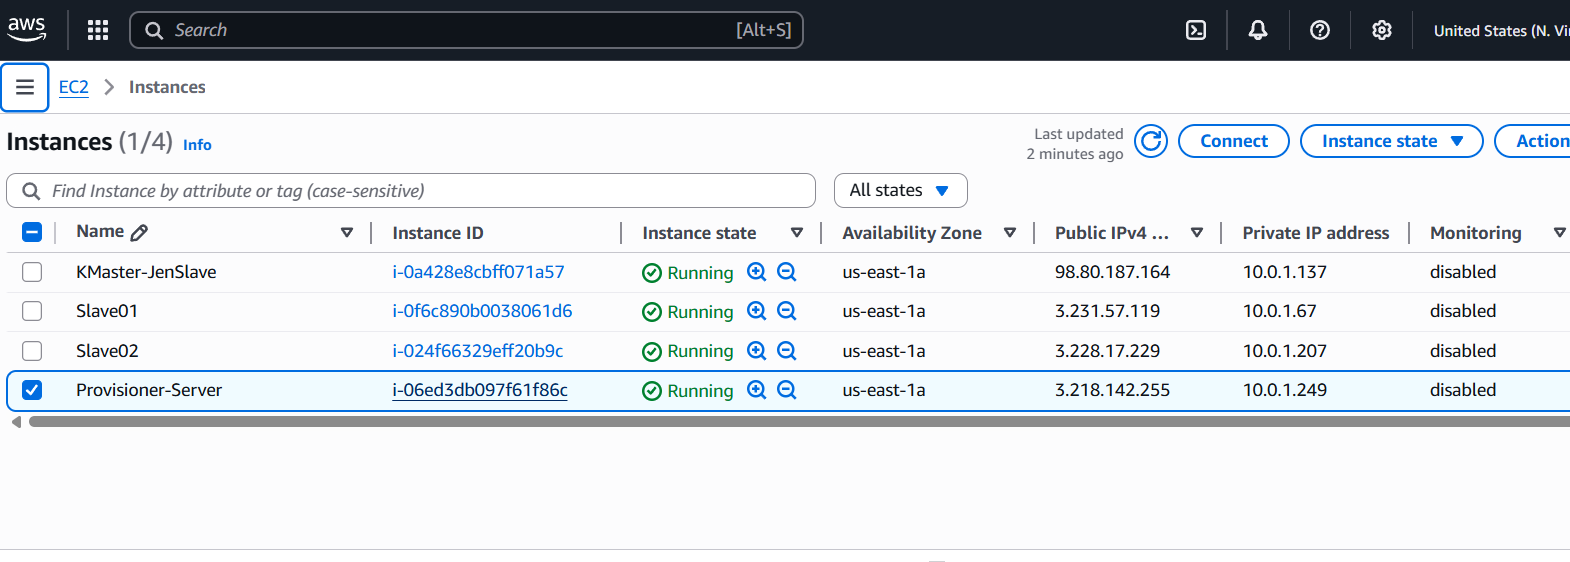 aws
Search [Alt+S] United States (N. Vi
EC2 Instances
Instances (1/4) Info
Last updated
2 minutes ago
Connect Instance state Action
Find Instance by attribute or tag (case-sensitive) All states
Name Instance ID Instance state Availability Zone Public IPv4 ... Private IP address Monitoring
KMaster-JenSlave i-0a428e8cbff071a57 Running us-east-1a 98.80.187.164 10.0.1.137 disabled
Slave01 i-0f6c890b0038061d6 Running us-east-1a 3.231.57.119 10.0.1.67 disabled
Slave02 i-024f66329eff20b9c Running us-east-1a 3.228.17.229 10.0.1.207 disabled
Provisioner-Server i-06ed3db097f61f86c Running us-east-1a 3.218.142.255 10.0.1.249 disabled